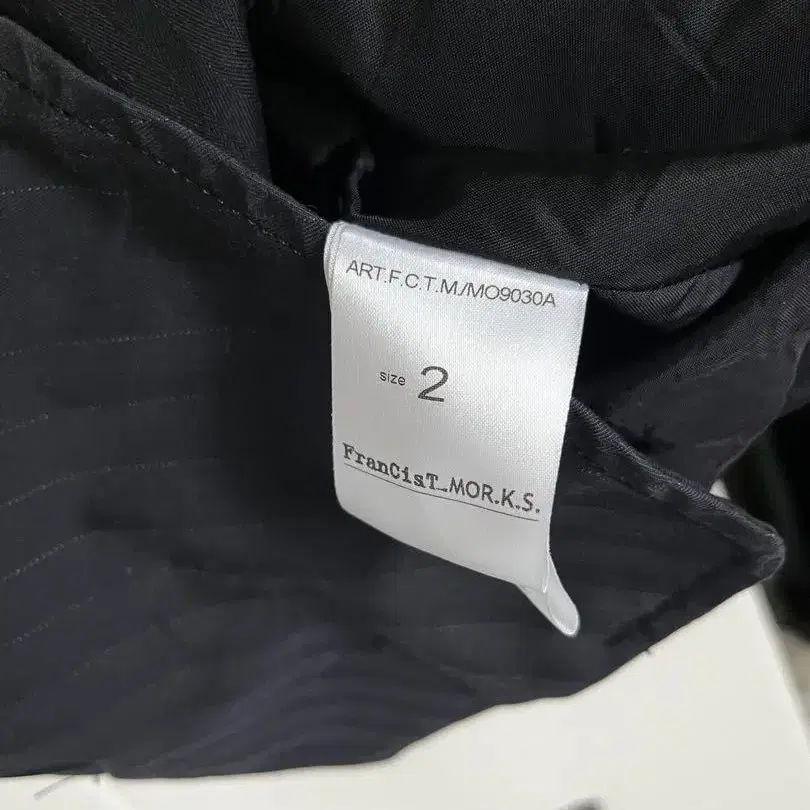 ART.F.C.T.M./MO9030A
size 2
FranCisT_MOR.K.S.